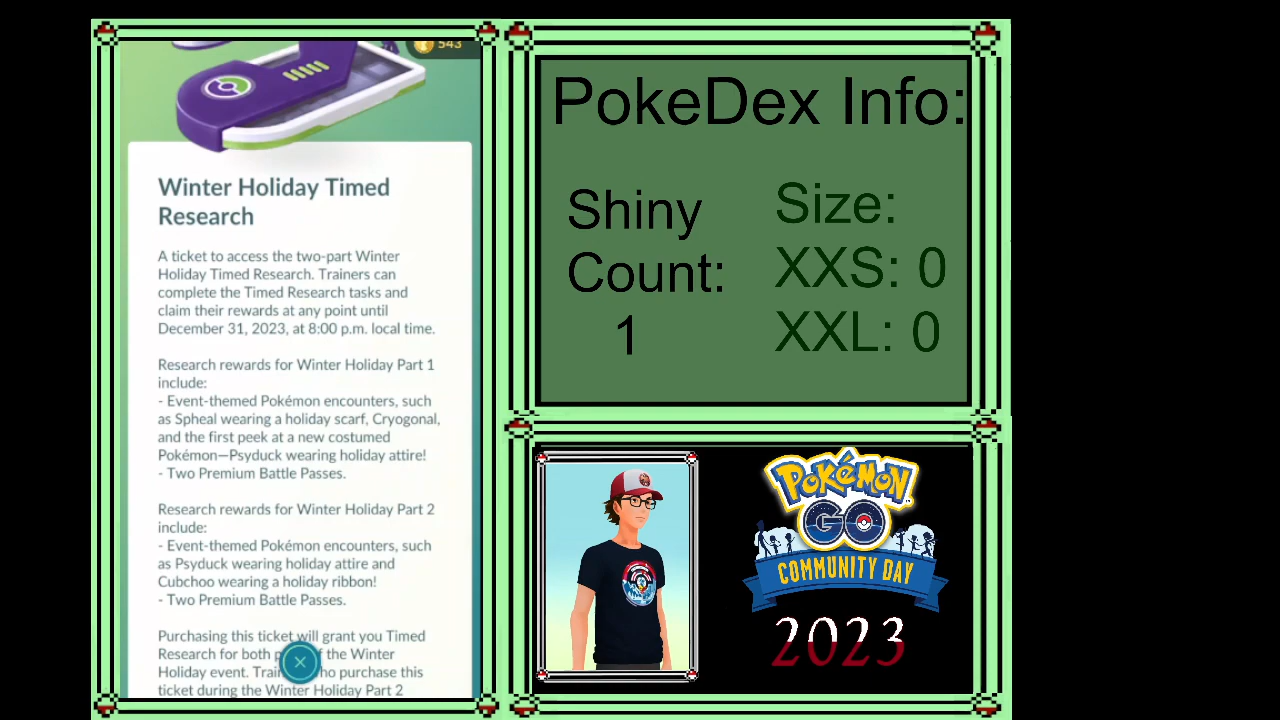 543
Winter Holiday Timed
Research
A ticket to access the two-part Winter
Holiday Timed Research. Trainers can
complete the Timed Research tasks and
claim their rewards at any point until
December 31, 2023, at 8:00 p.m. local time.
Research rewards for Winter Holiday Part 1
include:
- Event-themed Pokémon encounters, such
as Spheal wearing a holiday scarf, Cryogonal,
and the first peek at a new costumed
Pokémon—Psyduck wearing holiday attire!
- Two Premium Battle Passes.
Research rewards for Winter Holiday Part 2
include:
- Event-themed Pokémon encounters, such
as Psyduck wearing holiday attire and
Cubchoo wearing a holiday ribbon!
- Two Premium Battle Passes.
Purchasing this ticket will grant you Timed
Research for both of the Winter
Holiday event. who purchase this
ticket during the Winter Holiday Part 2
PokeDex Info:
Shiny
Count:
1
Size:
XXS: 0
XXL: 0
POKéMON
GO
COMMUNITY DAY
2023